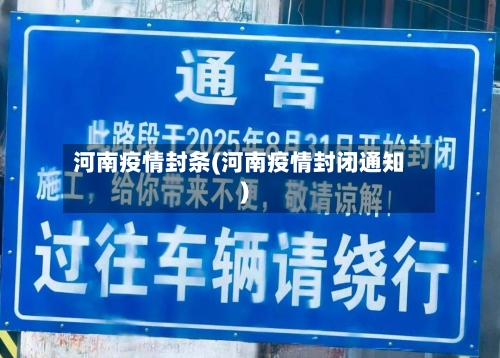 通告
此路段于2025年8月31日开始封闭
施工，给你带来不便，敬请谅解！
过往车辆请绕行
河南疫情封条(河南疫情封闭通知
)